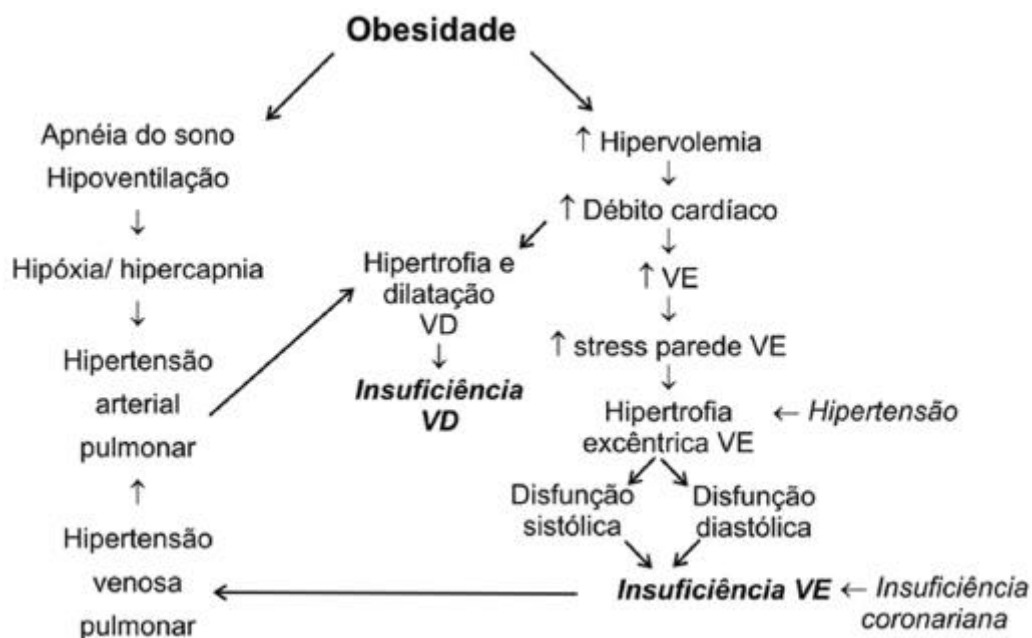 Obesidade
Apnéia do sono
Hipoventilação
↓
Hipóxia/ hipercapnia
↓
Hipertensão
arterial
pulmonar
↑
Hipertensão
venosa
pulmonar
Hipertrofia e
dilatação
VD
↓
Insuficiência
VD
↑ Hipervolemia
↓
↑ Débito cardíaco
↓
↑ VE
↓
↑ stress parede VE
↓
Hipertrofia
excêntrica VE
← Hipertensão
Disfunção
sistólica
Disfunção
diastólica
Insuficiência VE ← Insuficiência
coronariana